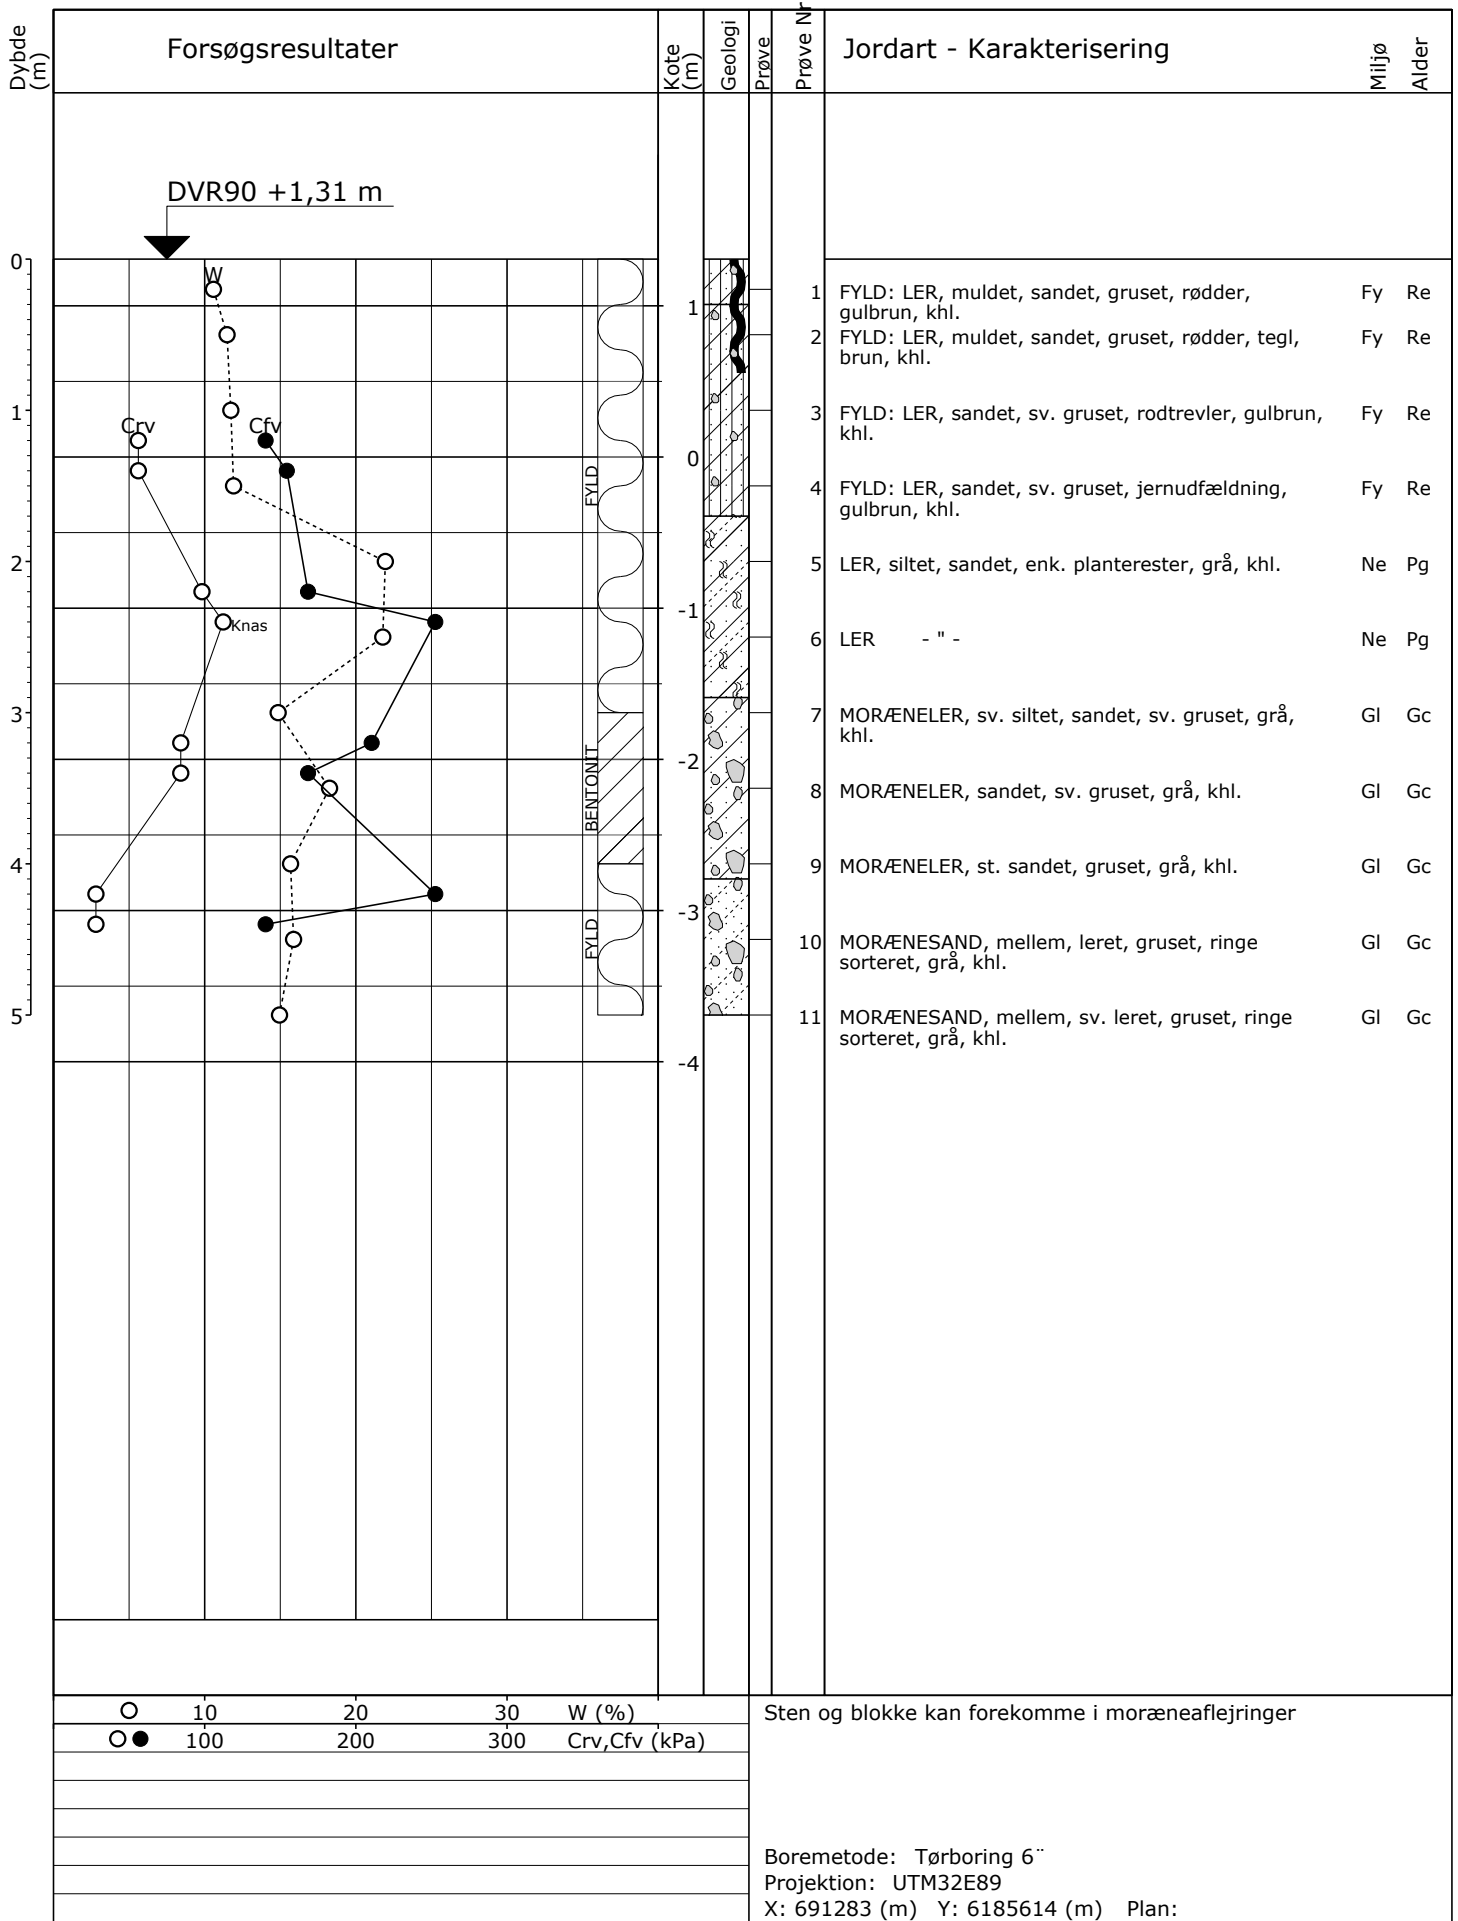 Dybde (m)
Forsøgsresultater
Kote (m)
Geologi
Prøve
Prøve Nr
Jordart - Karakterisering
Miljø
Alder
DVR90 +1,31 m
0
W
1
1 FYLD: LER, muldet, sandet, gruset, rødder, Fy Re
gulbrun, khl.
2 FYLD: LER, muldet, sandet, gruset, rødder, tegl, Fy Re
brun, khl.
1
Crv
Cfv
3 FYLD: LER, sandet, sv. gruset, rodtrevler, gulbrun, Fy Re
khl.
0
FYLD
4 FYLD: LER, sandet, sv. gruset, jernudfældning, Fy Re
gulbrun, khl.
2
5 LER, siltet, sandet, enk. planterester, grå, khl. Ne Pg
-1
Knas
6 LER - " - Ne Pg
3
7 MORÆNELER, sv. siltet, sandet, sv. gruset, grå, Gl Gc
khl.
-2
BENTONIT
8 MORÆNELER, sandet, sv. gruset, grå, khl. Gl Gc
4
9 MORÆNELER, st. sandet, gruset, grå, khl. Gl Gc
-3
FYLD
10 MORÆNESAND, mellem, leret, gruset, ringe Gl Gc
sorteret, grå, khl.
5
11 MORÆNESAND, mellem, sv. leret, gruset, ringe Gl Gc
sorteret, grå, khl.
-4
10 20 30 W (%)
100 200 300 Crv,Cfv (kPa)
Sten og blokke kan forekomme i moræneaflejringer
Boremetode: Tørboring 6¨
Projektion: UTM32E89
X: 691283 (m) Y: 6185614 (m) Plan: